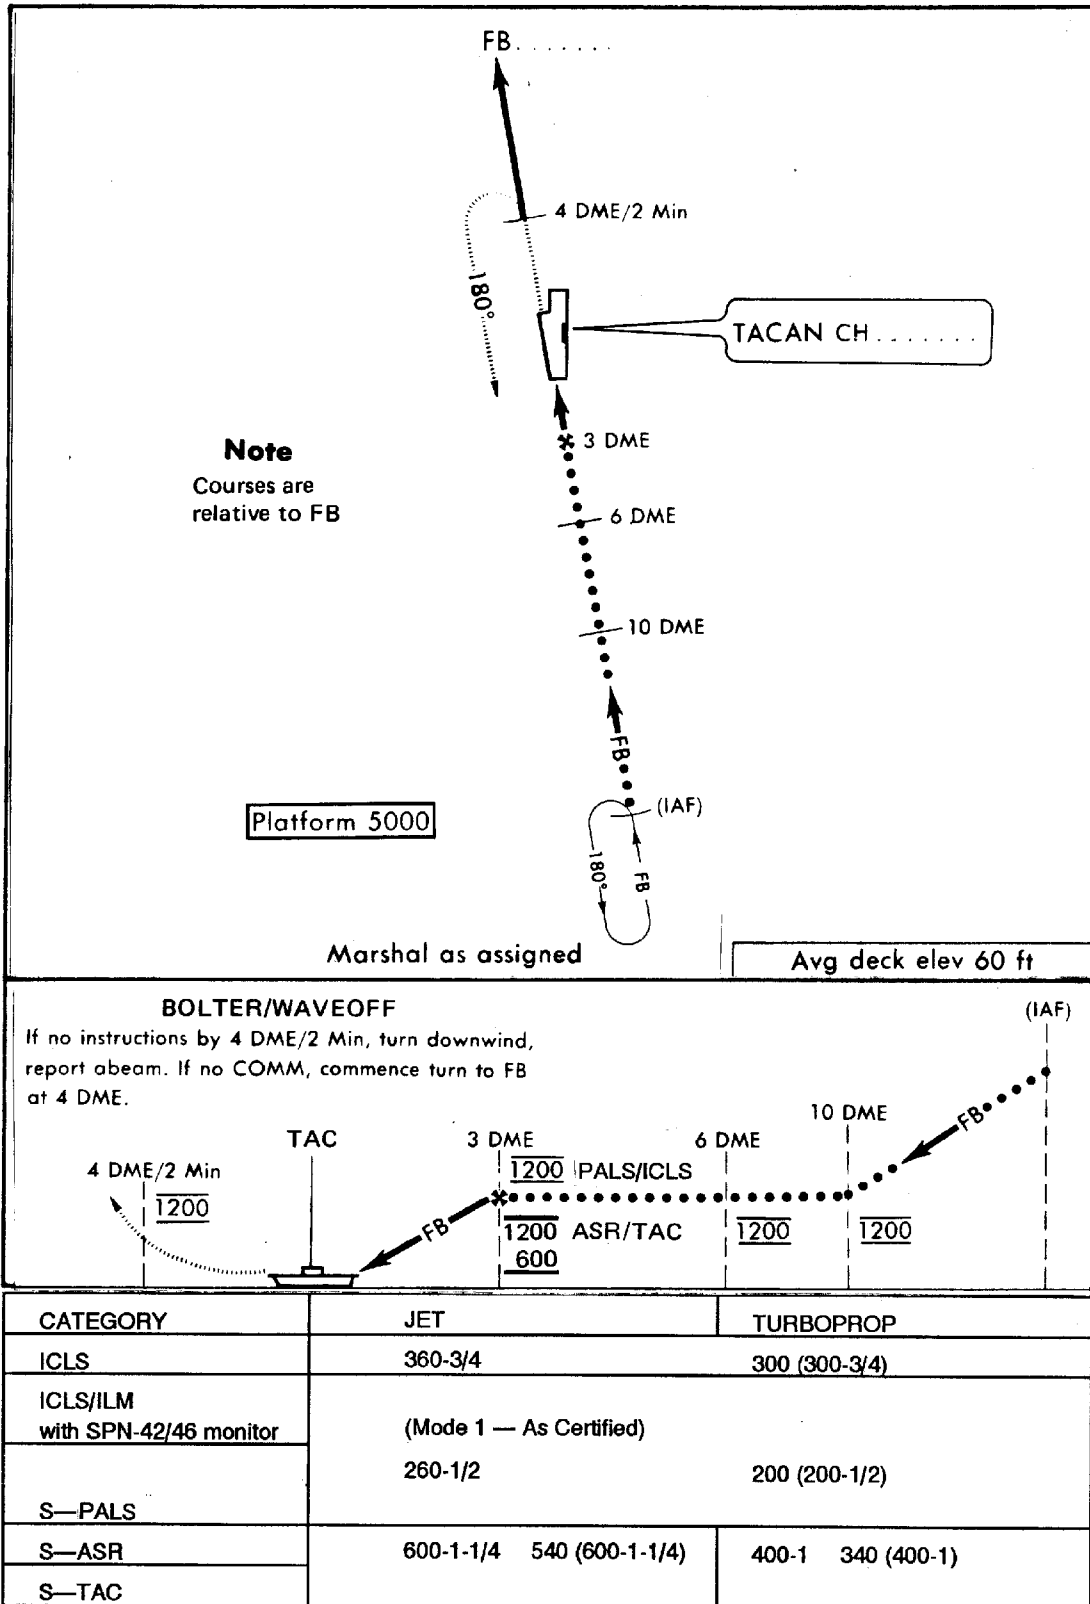 FB.......
4 DME/2 Min
180°
TACAN CH.......
3 DME
Note
Courses are
relative to FB
6 DME
10 DME
FB
(IAF)
Platform 5000
180°
FB
Marshal as assigned
Avg deck elev 60 ft
BOLTER/WAVEOFF
If no instructions by 4 DME/2 Min, turn downwind,
report abeam. If no COMM, commence turn to FB
at 4 DME.
(IAF)
10 DME
FB
TAC
3 DME
6 DME
4 DME/2 Min
1200
1200 PALS/ICLS
FB
1200 ASR/TAC
600
1200
1200
CATEGORY JET TURBOPROP
ICLS 360-3/4 300 (300-3/4)
ICLS/ILM
with SPN-42/46 monitor (Mode 1 — As Certified)
260-1/2 200 (200-1/2)
S—PALS
S—ASR 600-1-1/4 540 (600-1-1/4) 400-1 340 (400-1)
S—TAC